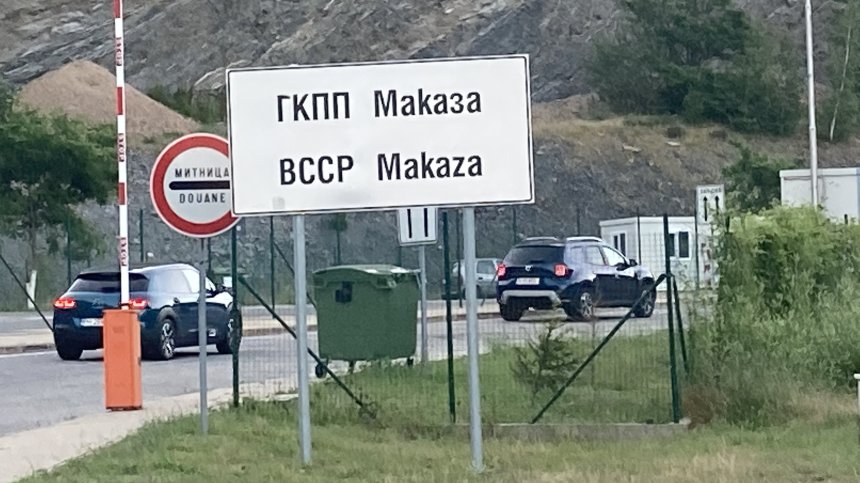 ГКПП Маказа
BCCP Makaza
МИТНИЦА
DOUANE